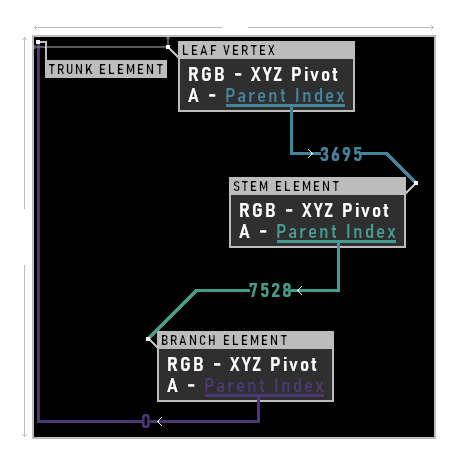 LEAF VERTEX
TRUNK ELEMENT
RGB - XYZ Pivot
A - Parent Index
3695
STEM ELEMENT
RGB - XYZ Pivot
A - Parent Index
7528
BRANCH ELEMENT
RGB - XYZ Pivot
A - Parent Index
0